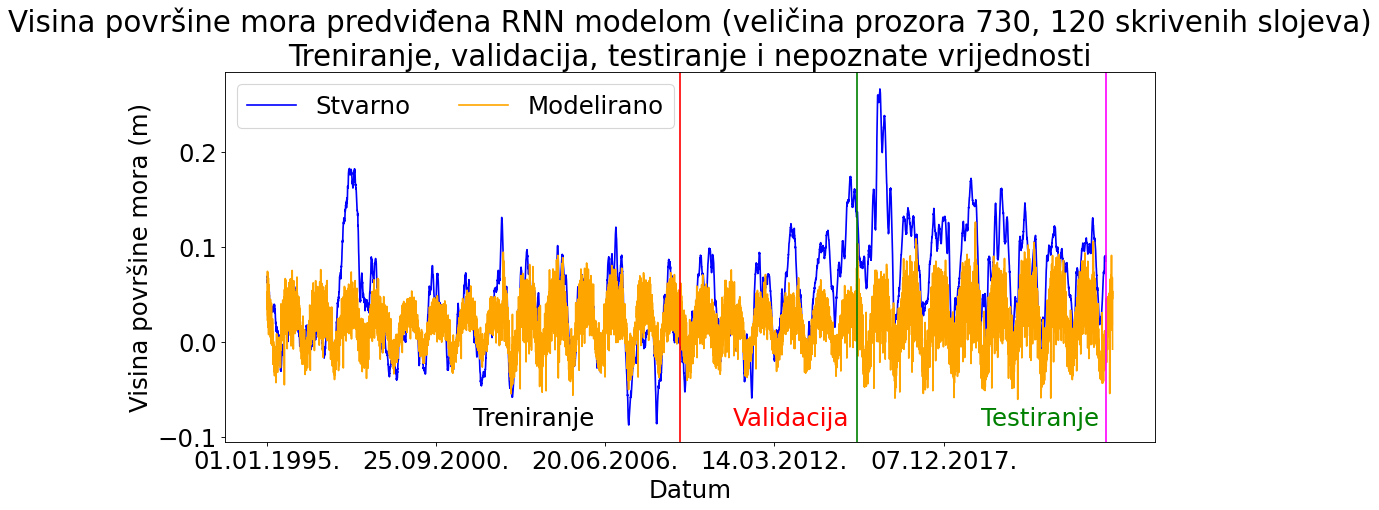 Visina površine mora predviđena RNN modelom (veličina prozora 730, 120 skrivenih slojeva)
Treniranje, validacija, testiranje i nepoznate vrijednosti
Stvarno Modelirano
Visina površine mora (m)
0.2
0.1
0.0
−0.1
Treniranje Validacija Testiranje
01.01.1995. 25.09.2000. 20.06.2006. 14.03.2012. 07.12.2017.
Datum